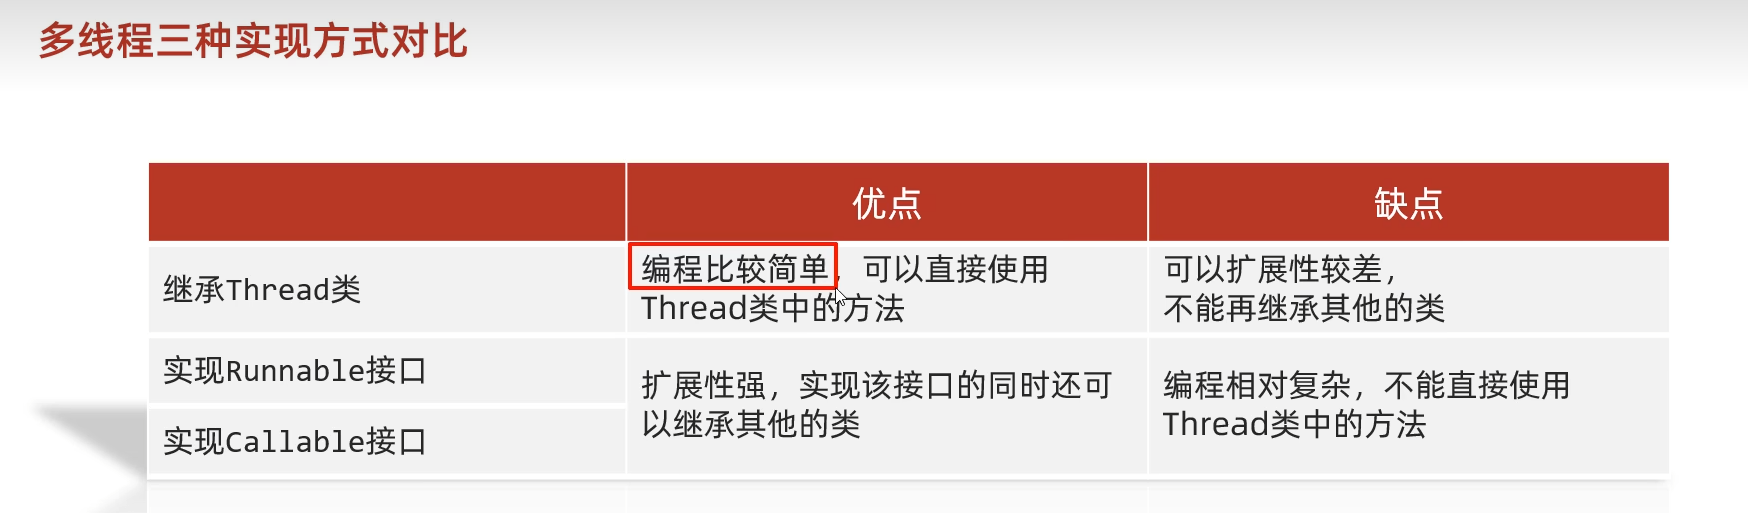 多线程三种实现方式对比
优点
缺点
继承Thread类
编程比较简单，可以直接使用
Thread类中的方法
可以扩展性较差，
不能再继承其他的类
实现Runnable接口
实现Callable接口
扩展性强，实现该接口的同时还可
以继承其他的类
编程相对复杂，不能直接使用
Thread类中的方法